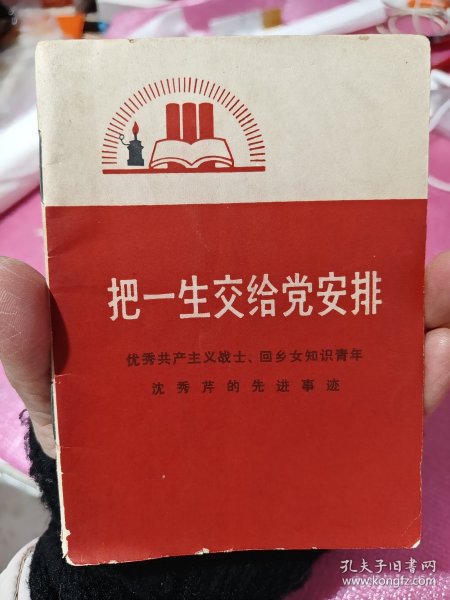 把一生交给党安排
优秀共产主义战士、回乡女知识青年
沈秀芹的先进事迹
孔夫子旧书网
www.kongfz.com